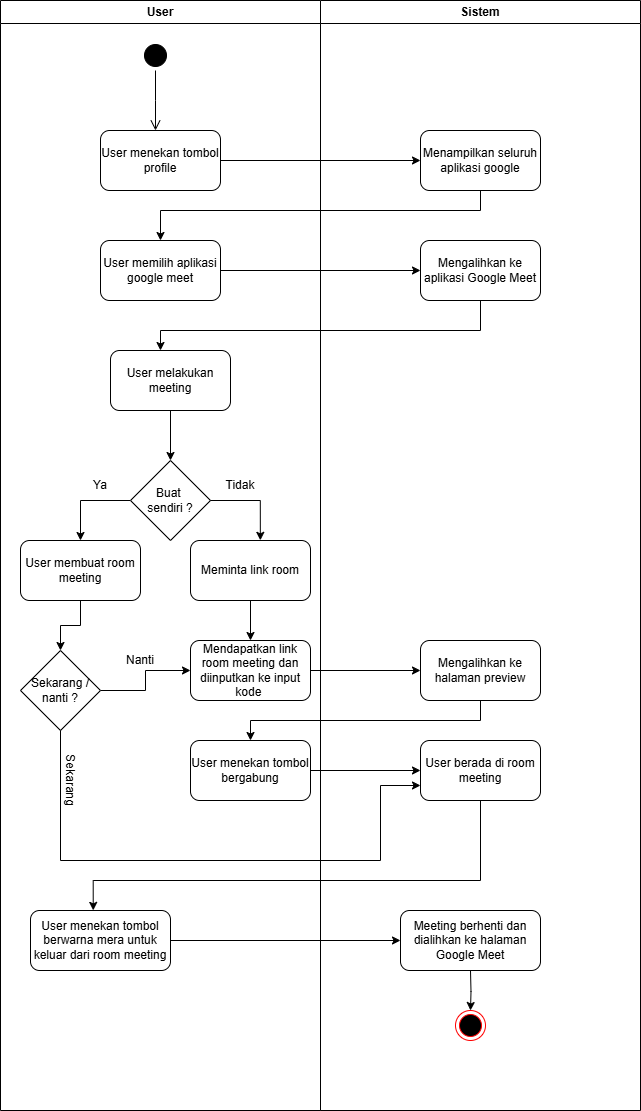 User
Sistem
User menekan tombol
profile
Menampilkan seluruh
aplikasi google
User memilih aplikasi
google meet
Mengalihkan ke
aplikasi Google Meet
User melakukan
meeting
Buat
sendiri ?
Ya
Tidak
User membuat room
meeting
Meminta link room
Sekarang /
nanti ?
Nanti
Mendapatkan link
room meeting dan
diinputkan ke input
kode
Mengalihkan ke
halaman preview
Sekarang
User menekan tombol
bergabung
User berada di room
meeting
User menekan tombol
berwarna mera untuk
keluar dari room meeting
Meeting berhenti dan
dialihkan ke halaman
Google Meet